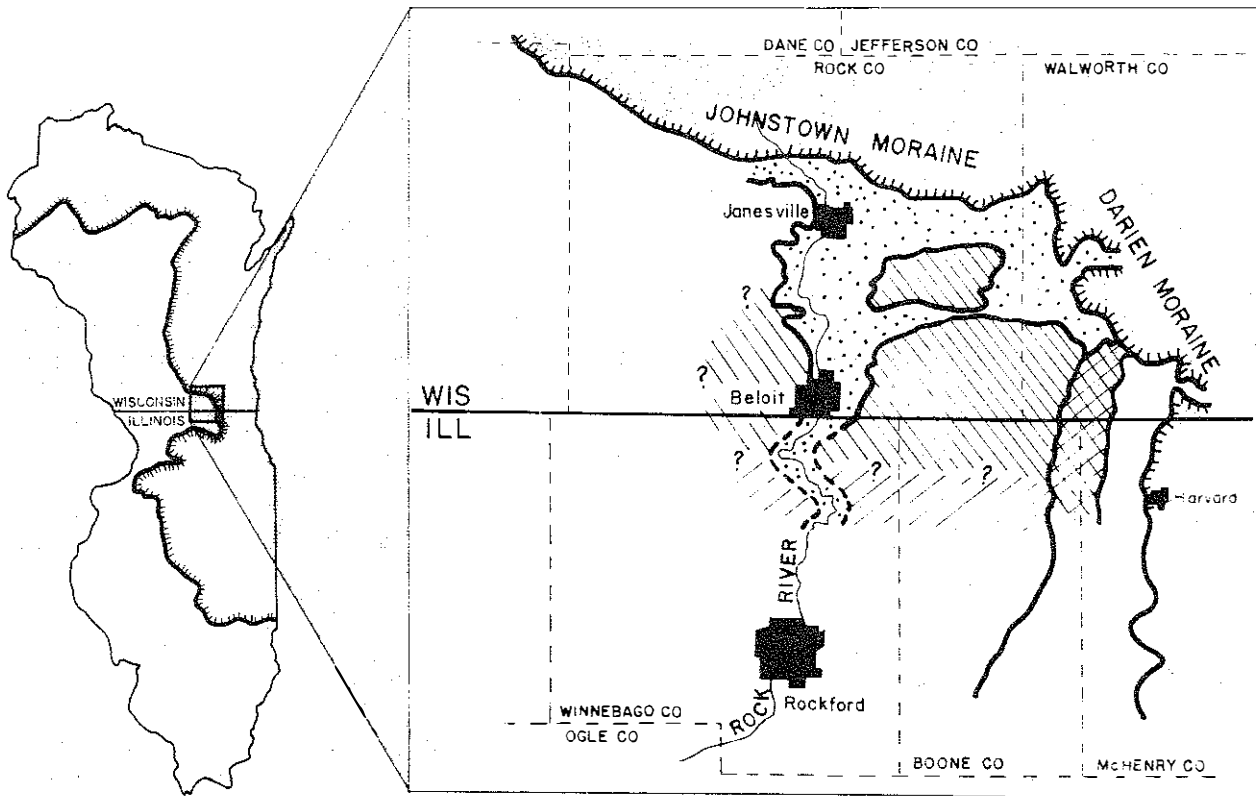 WISCONSIN
ILLINOIS
DANE CO JEFFERSON CO
ROCK CO
WALWORTH CO
JOHNSTOWN MORAINE
DARIEN MORAINE
Janesville
?
?
WIS
Beloit
ILL
?
?
?
Harvard
RIVER
ROCK
Rockford
WINNEBAGO CO
OGLE CO
BOONE CO
McHENRY CO